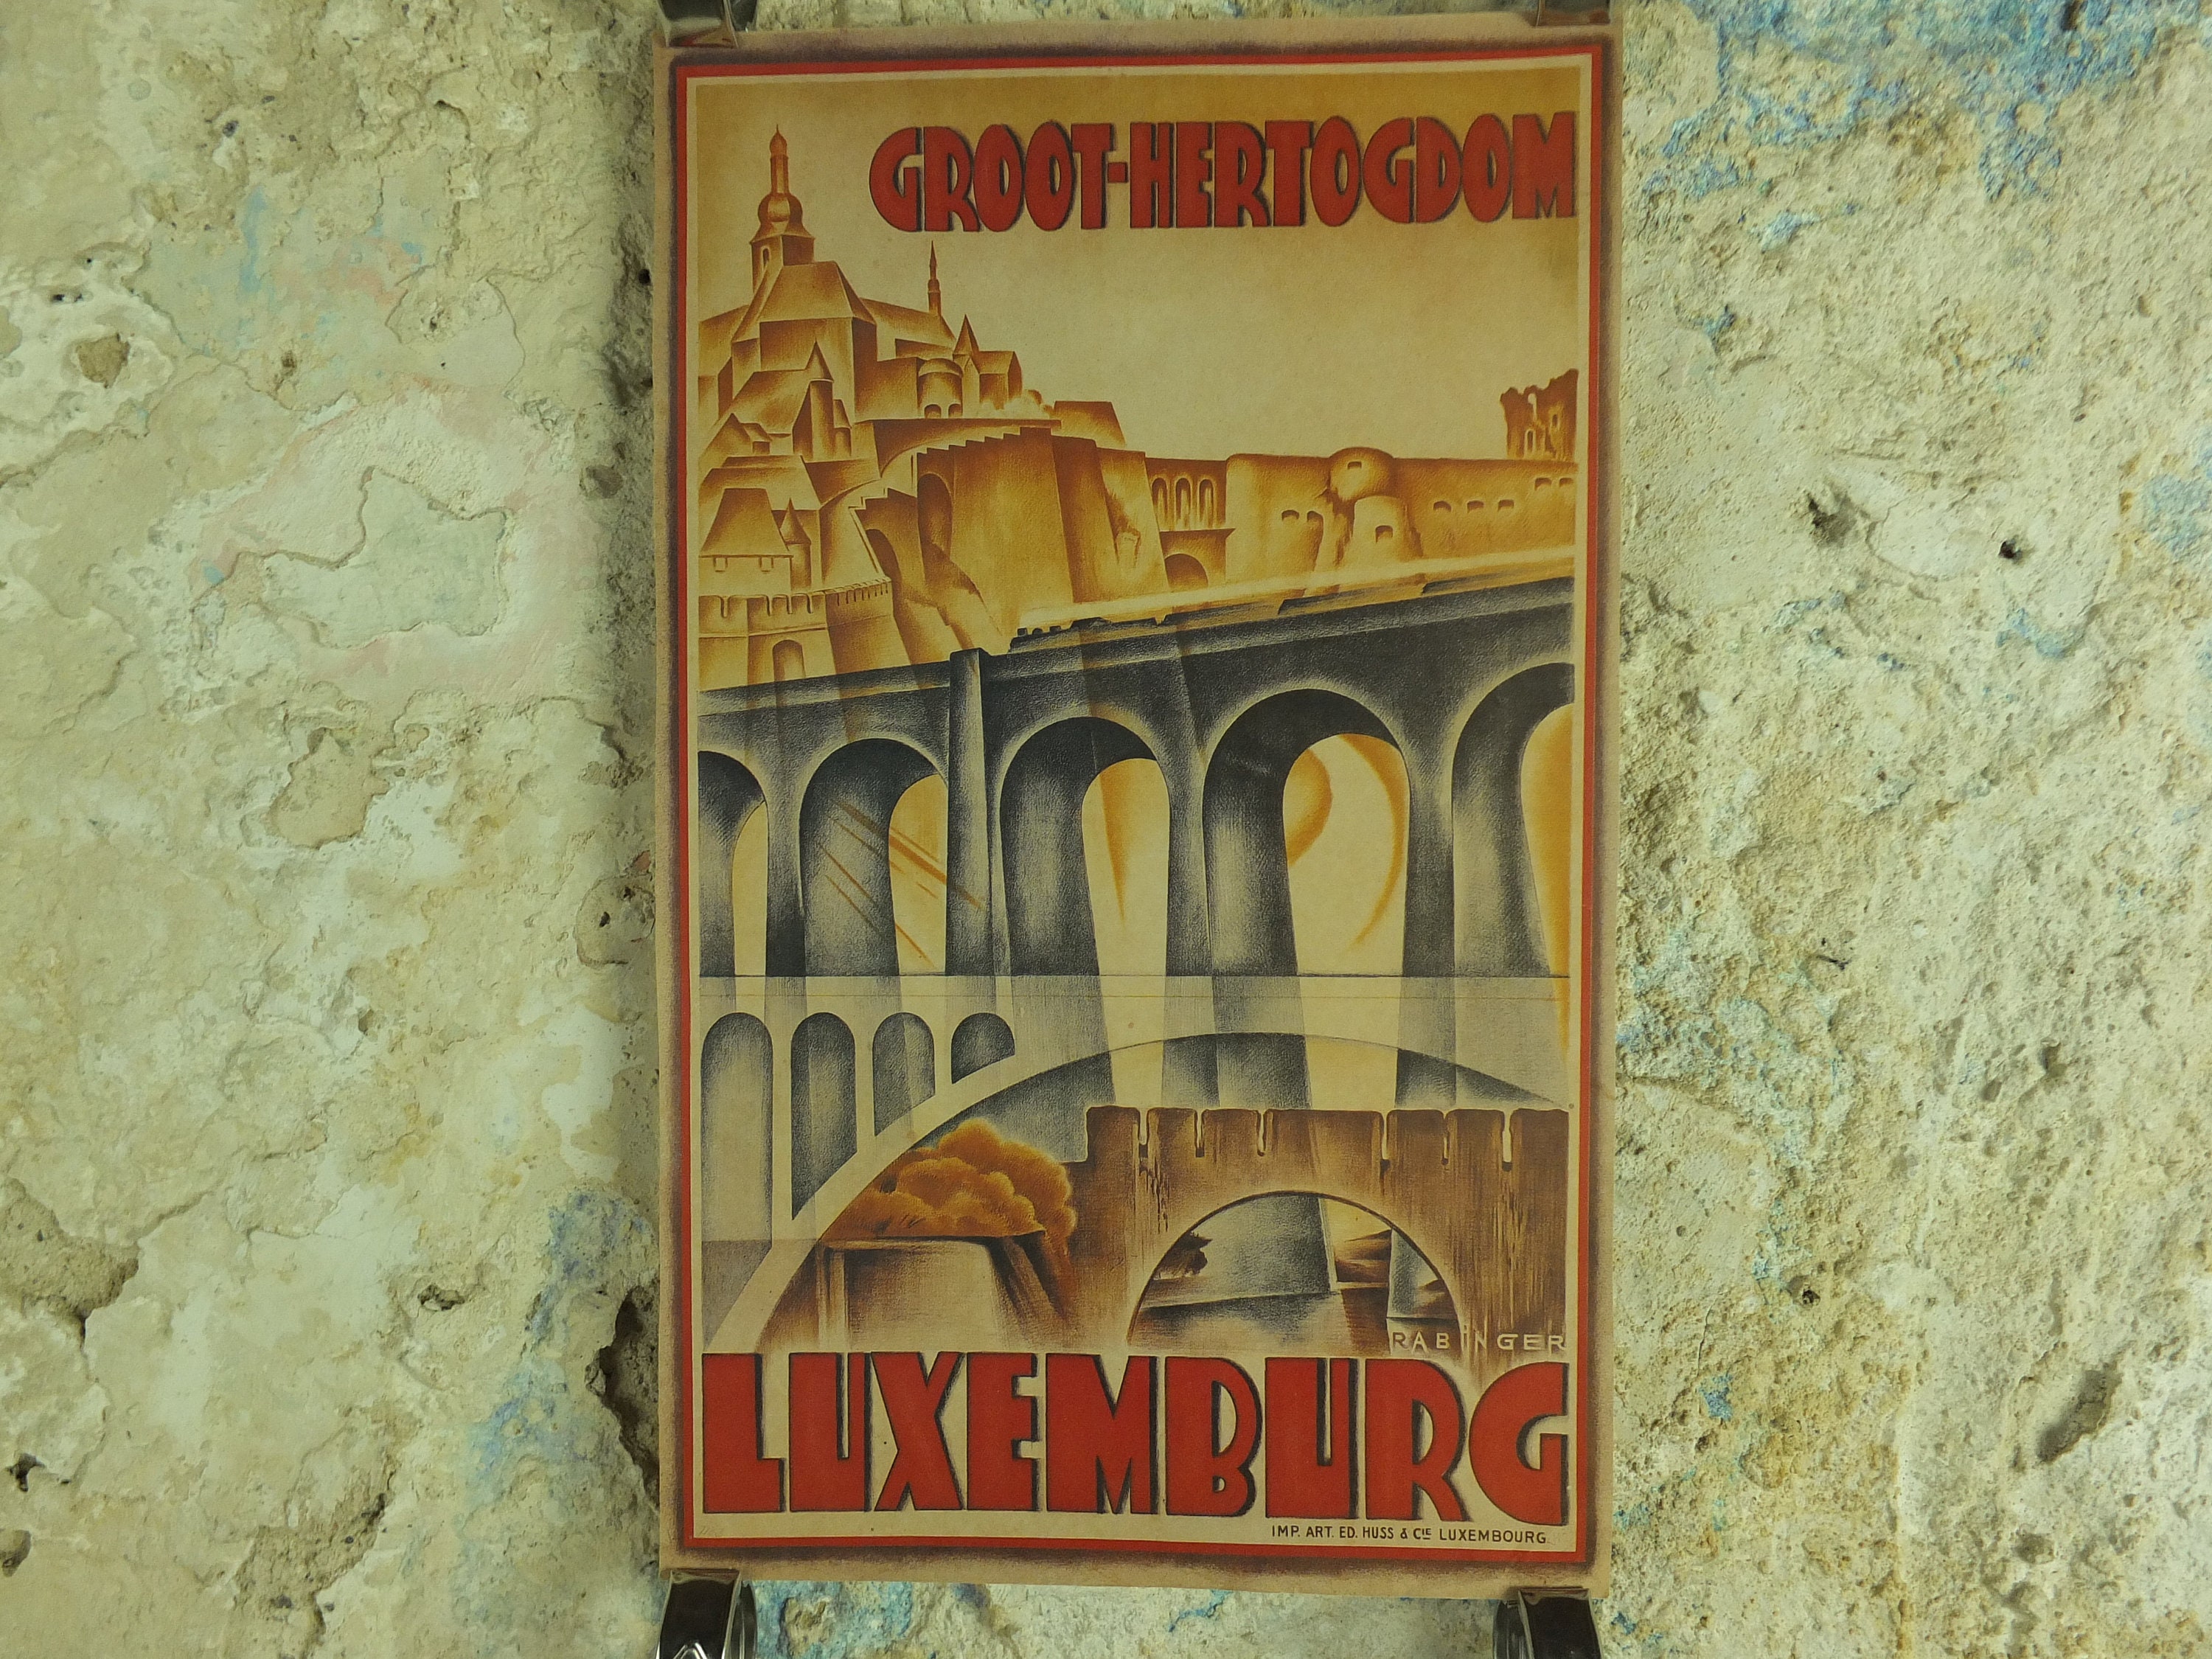 GROOT-HERTOGDOM
RABINGER
LUXEMBURG
IMP. ART. ED. HUSS & CIE LUXEMBOURG.